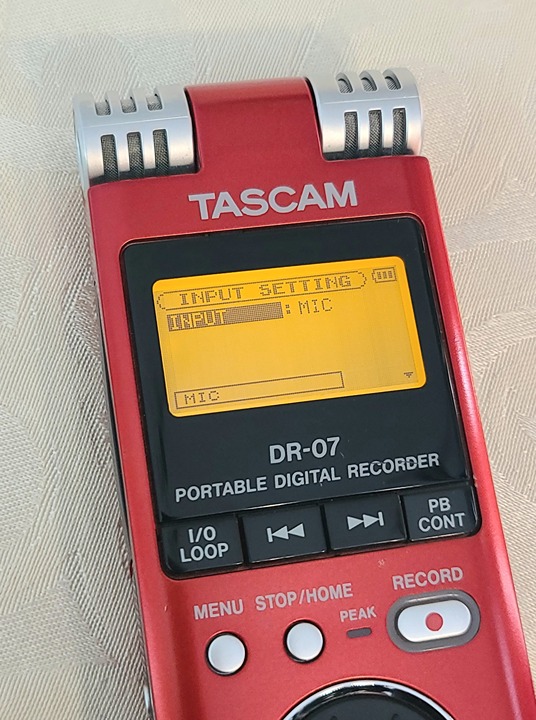 TASCAM
INPUT SETTING
INPUT : MIC
MIC
DR-07
PORTABLE DIGITAL RECORDER
I/O
LOOP
PB
CONT
MENU
STOP/HOME
PEAK
RECORD